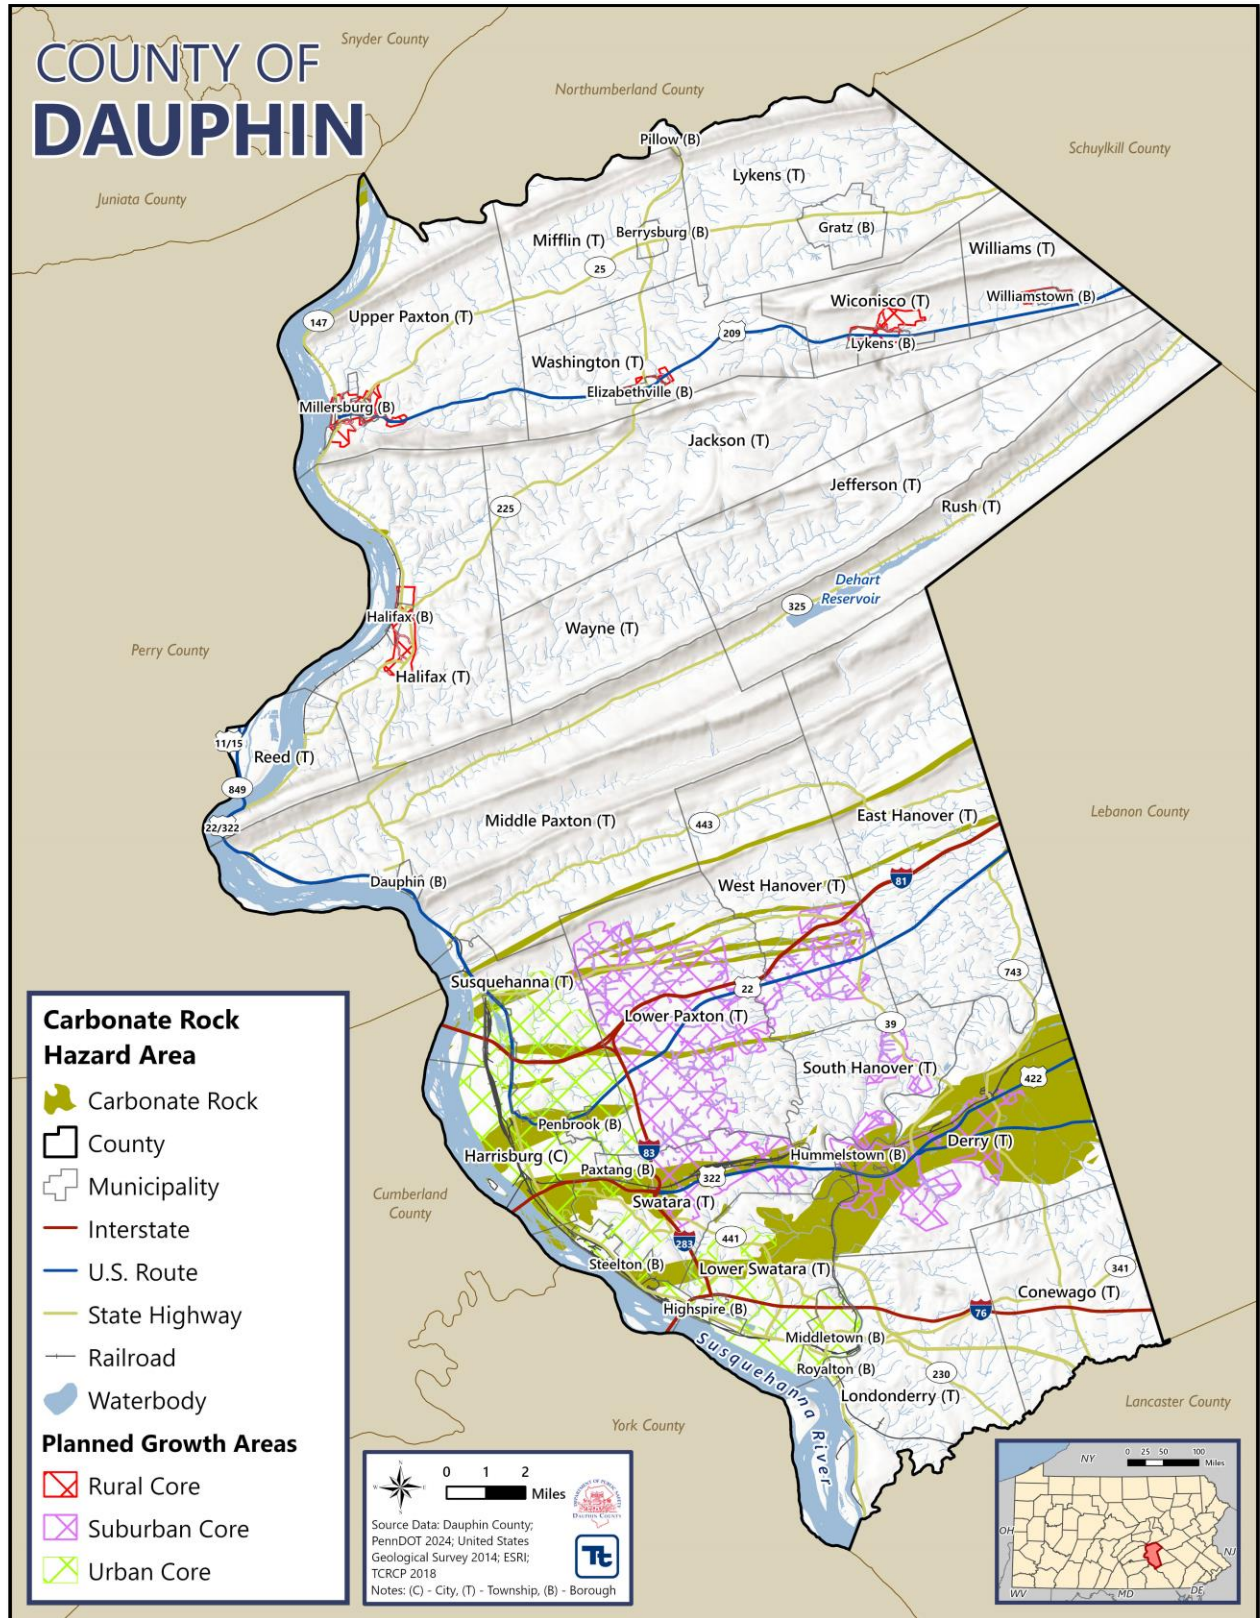 COUNTY OF
DAUPHIN
Snyder County
Northumberland County
Schuylkill County
Juniata County
Pillow (B)
Lykens (T)
Mifflin (T)
Berrysburg (B)
Gratz (B)
Williams (T)
25
147
Upper Paxton (T)
Wiconisco (T)
Williamstown (B)
209
Lykens (B)
Washington (T)
Elizabethville (B)
Millersburg (B)
Jackson (T)
Jefferson (T)
Rush (T)
225
Dehart
Reservoir
325
Halifax (B)
Wayne (T)
Perry County
Halifax (T)
11/15
Reed (T)
849
22/322
Middle Paxton (T)
443
East Hanover (T)
Lebanon County
Dauphin (B)
West Hanover (T)
81
Susquehanna (T)
743
22
Lower Paxton (T)
39
South Hanover (T)
422
Penbrook (B)
83
Derry (T)
Harrisburg (C)
Paxtang (B)
Hummelstown (B)
322
Cumberland
County
Swatara (T)
283
441
Steelton (B)
Lower Swatara (T)
341
Conewago (T)
Highspire (B)
76
Middletown (B)
Royalton (B)
230
Londonderry (T)
Susquehanna River
York County
Lancaster County
Carbonate Rock
Hazard Area
Carbonate Rock
County
Municipality
Interstate
U.S. Route
State Highway
Railroad
Waterbody
Planned Growth Areas
Rural Core
Suburban Core
Urban Core
N
W
E
S
0 1 2
Miles
DEPARTMENT OF PUBLIC SAFETY
DAUPHIN COUNTY
Tt
Source Data: Dauphin County;
PennDOT 2024; United States
Geological Survey 2014; ESRI;
TCRCP 2018
Notes: (C) - City, (T) - Township, (B) - Borough
0 25 50 100
Miles
NY
OH
NJ
WV
MD
DE